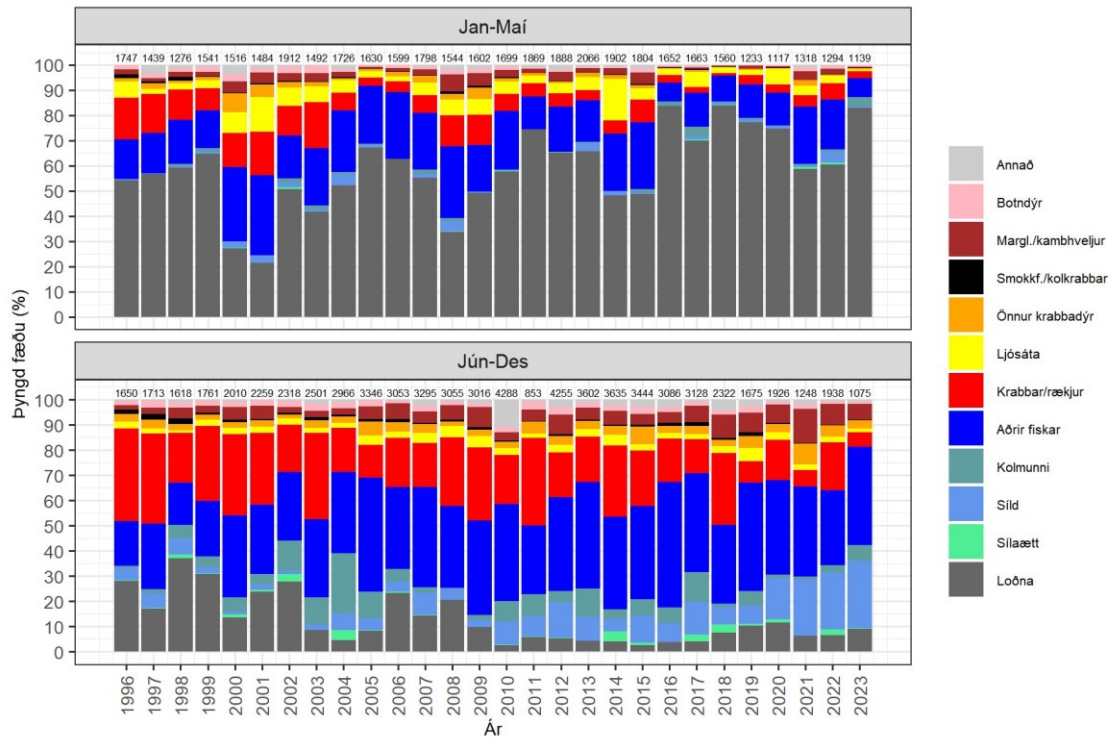 Jan-Maí
1747 1439 1276 1541 1516 1484 1912 1492 1726 1630 1599 1798 1544 1602 1699 1869 1888 2066 1902 1804 1652 1663 1560 1233 1117 1318 1294 1139
100
90
80
70
60
50
40
30
20
10
0
Þyngd fæðu (%)
Jún-Des
1650 1713 1618 1761 2010 2259 2318 2501 2966 3346 3053 3295 3055 3016 4288 853 4255 3602 3635 3444 3086 3128 2322 1675 1926 1248 1938 1075
100
90
80
70
60
50
40
30
20
10
0
1996 1997 1998 1999 2000 2001 2002 2003 2004 2005 2006 2007 2008 2009 2010 2011 2012 2013 2014 2015 2016 2017 2018 2019 2020 2021 2022 2023
Ár
Annað
Botndýr
Margl./kambhveljur
Smokkf./kolkrabbar
Önnur krabbadýr
Ljósáta
Krabbar/rækjur
Aðrir fiskar
Kolmunni
Síld
Sílaætt
Loðna